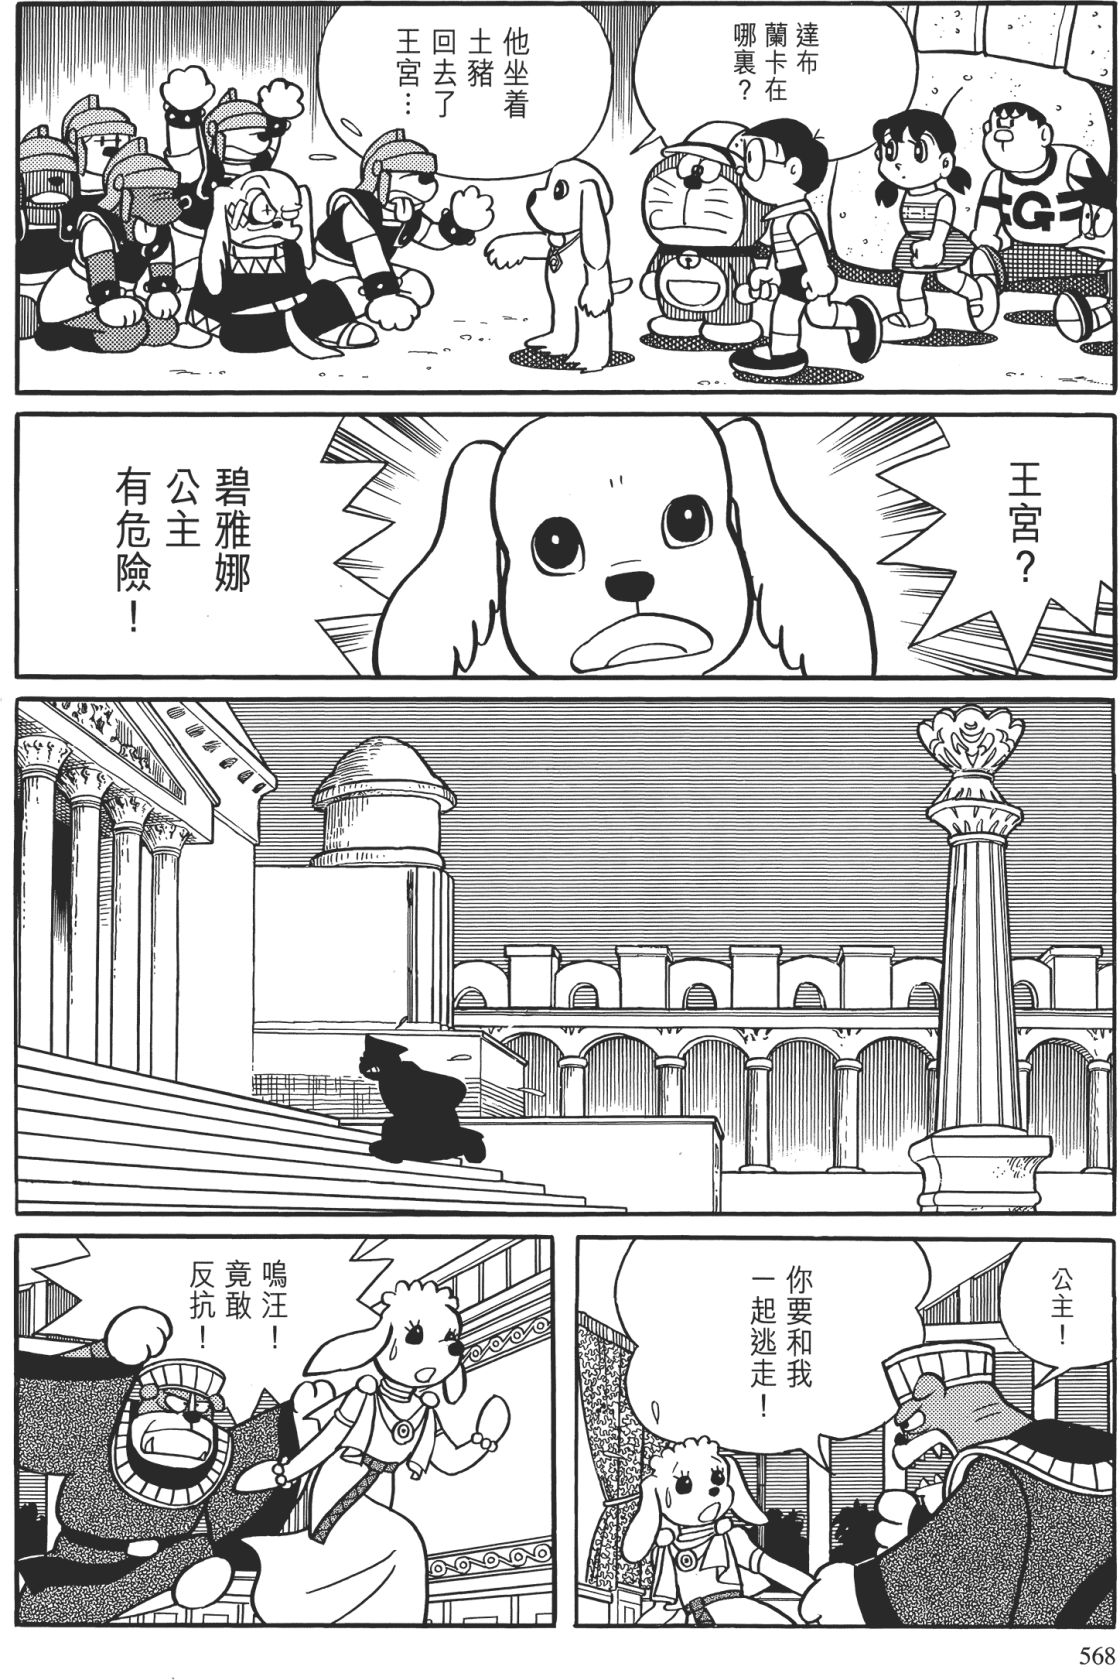 達布
蘭卡在
哪裏？
他坐着
土豬
回去了
王宮…
G
王宮？
碧雅娜
公主
有危險！
公主！
你要和我
一起逃走！
嗚汪！
竟敢
反抗！
568